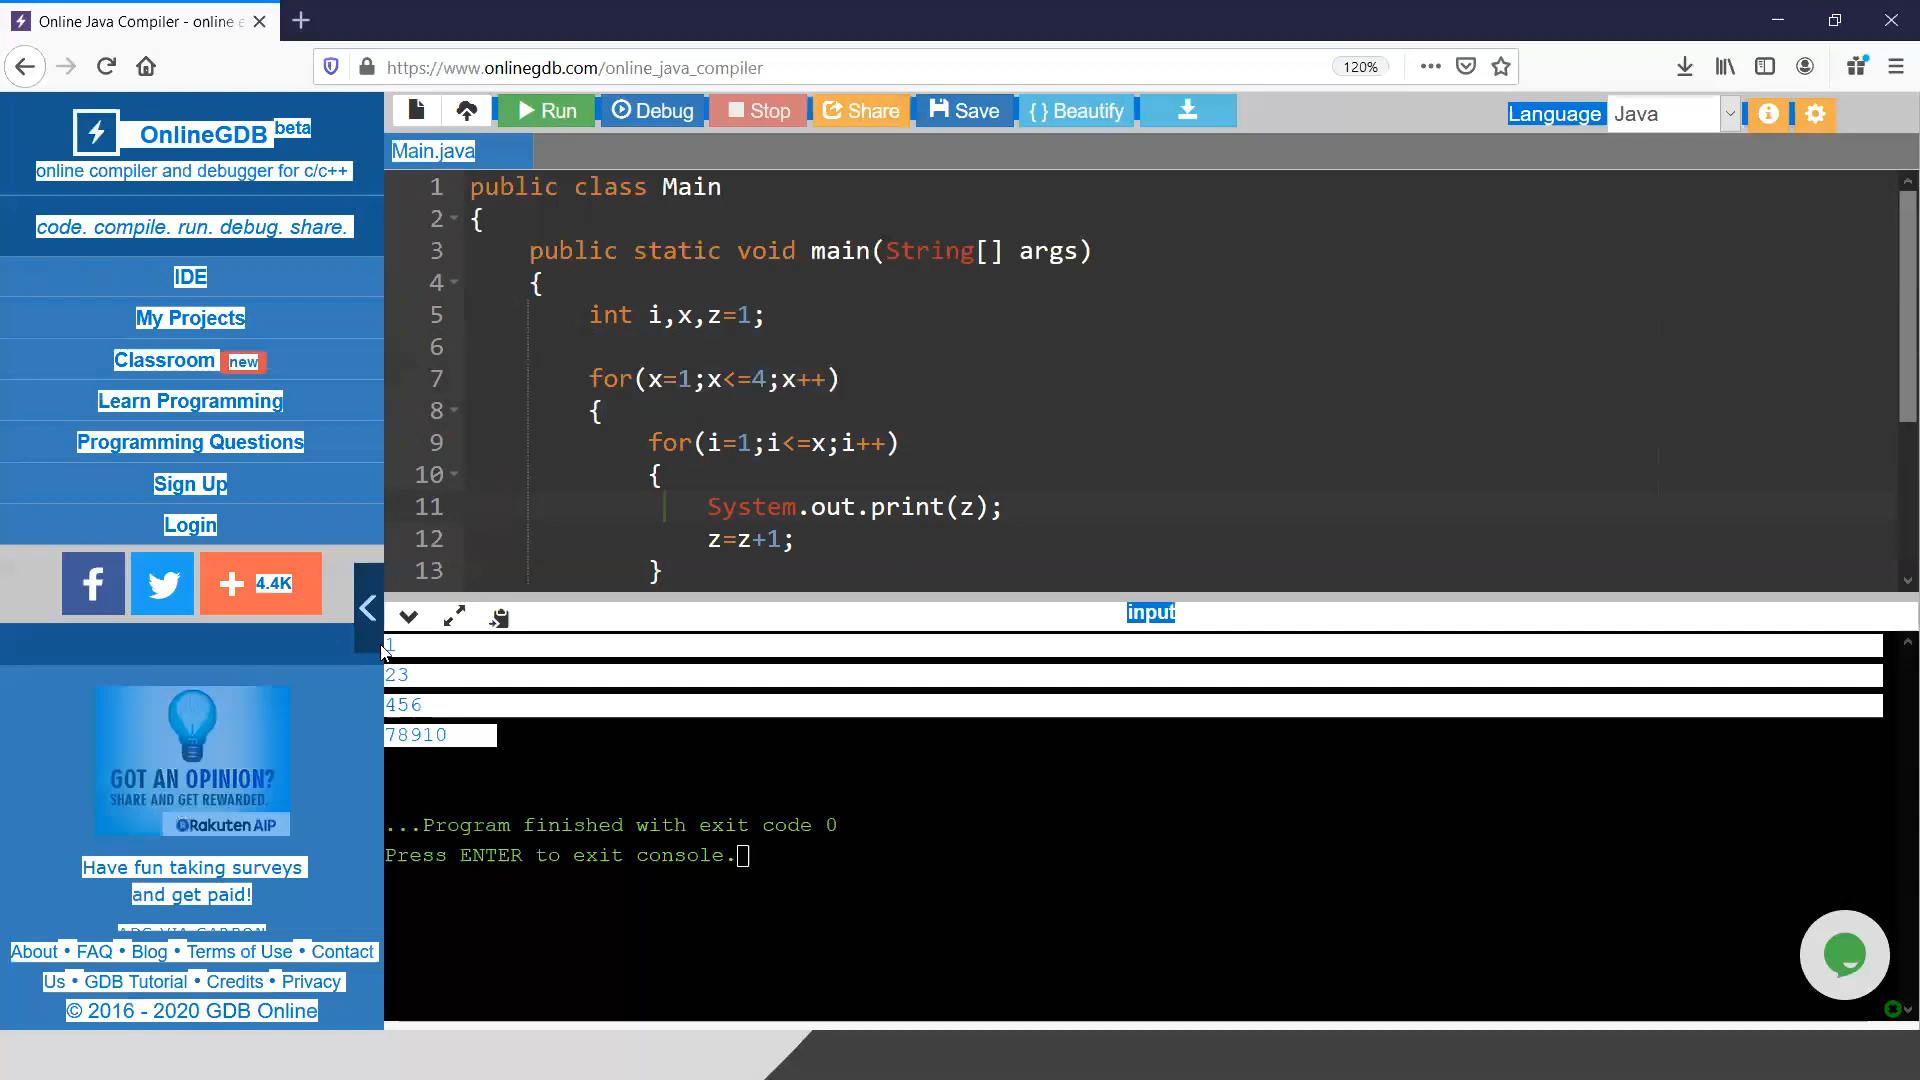 Online Java Compiler - online e
https://www.onlinegdb.com/online_java_compiler
120%
OnlineGDB beta
online compiler and debugger for c/c++
code. compile. run. debug. share.
IDE
My Projects
Classroom new
Learn Programming
Programming Questions
Sign Up
Login
4.4K
GOT AN OPINION?
SHARE AND GET REWARDED.
Rakuten AIP
Have fun taking surveys
and get paid!
ADS VIA CARBON
About • FAQ • Blog • Terms of Use • Contact
Us • GDB Tutorial • Credits • Privacy
© 2016 - 2020 GDB Online
Run Debug Stop Share Save { } Beautify
Language Java
Main.java
1 public class Main
2 {
3 public static void main(String[] args)
4 {
5 int i,x,z=1;
6
7 for(x=1;x<=4;x++)
8 {
9 for(i=1;i<=x;i++)
10 {
11 System.out.print(z);
12 z=z+1;
13 }
input
1
23
456
78910
...Program finished with exit code 0
Press ENTER to exit console.